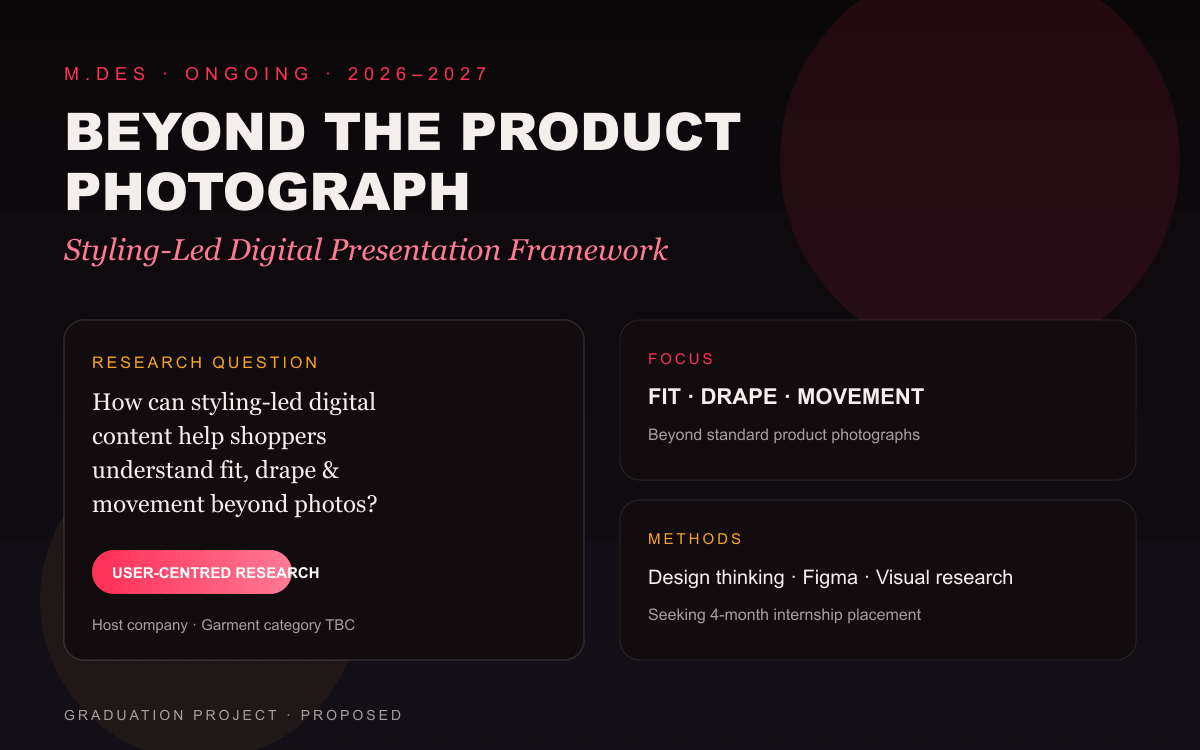 M.DES · ONGOING · 2026–2027
BEYOND THE PRODUCT
PHOTOGRAPH
Styling-Led Digital Presentation Framework
RESEARCH QUESTION
How can styling-led digital
content help shoppers
understand fit, drape &
movement beyond photos?
USER-CENTRED RESEARCH
Host company · Garment category TBC
FOCUS
FIT · DRAPE · MOVEMENT
Beyond standard product photographs
METHODS
Design thinking · Figma · Visual research
Seeking 4-month internship placement
GRADUATION PROJECT · PROPOSED